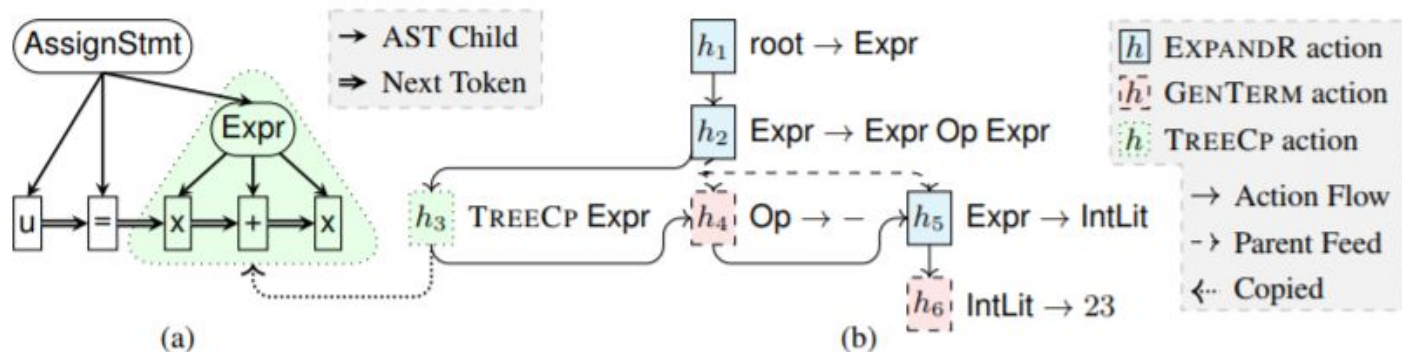 AssignStmt
→ AST Child
⇒ Next Token
Expr
u = x + x
(a)
h₁ root → Expr
h₂ Expr → Expr Op Expr
h₃ TREECP Expr
h₄ Op → −
h₅ Expr → IntLit
h₆ IntLit → 23
(b)
h EXPANDR action
h GENTERM action
h TREECP action
→ Action Flow
⇢ Parent Feed
⇠ Copied